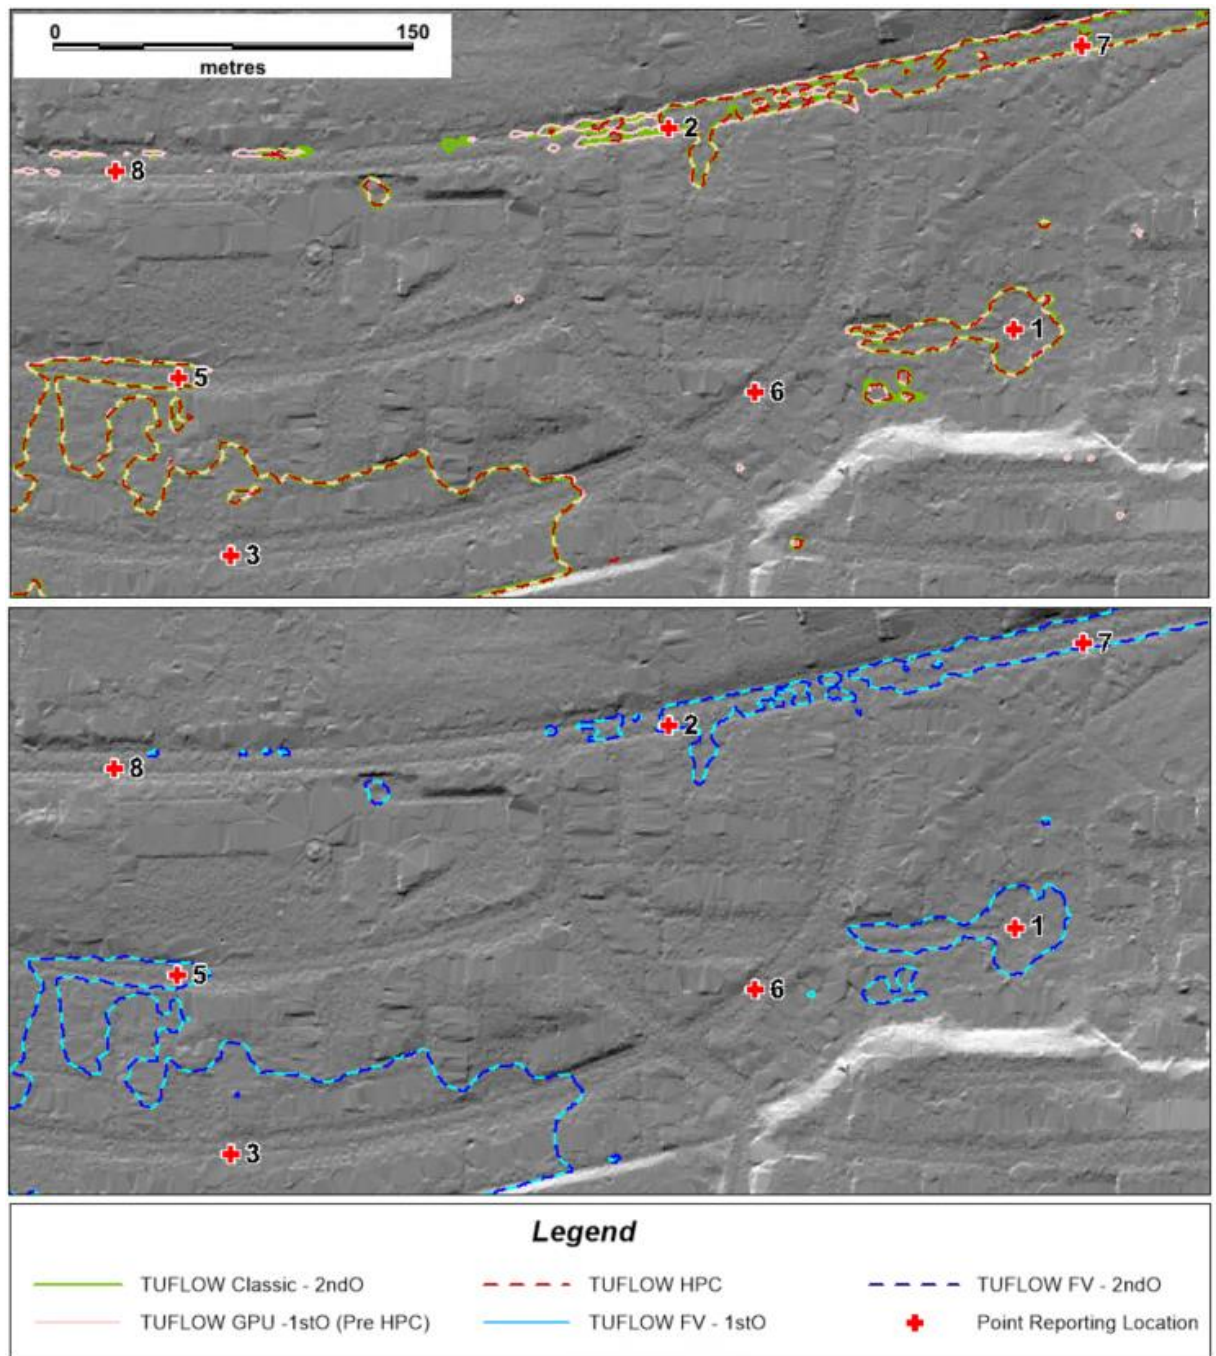 0 150
metres
7
2
8
1
5
6
3
7
2
8
1
5
6
3
Legend
TUFLOW Classic - 2ndO
TUFLOW HPC
TUFLOW FV - 2ndO
TUFLOW GPU -1stO (Pre HPC)
TUFLOW FV - 1stO
Point Reporting Location